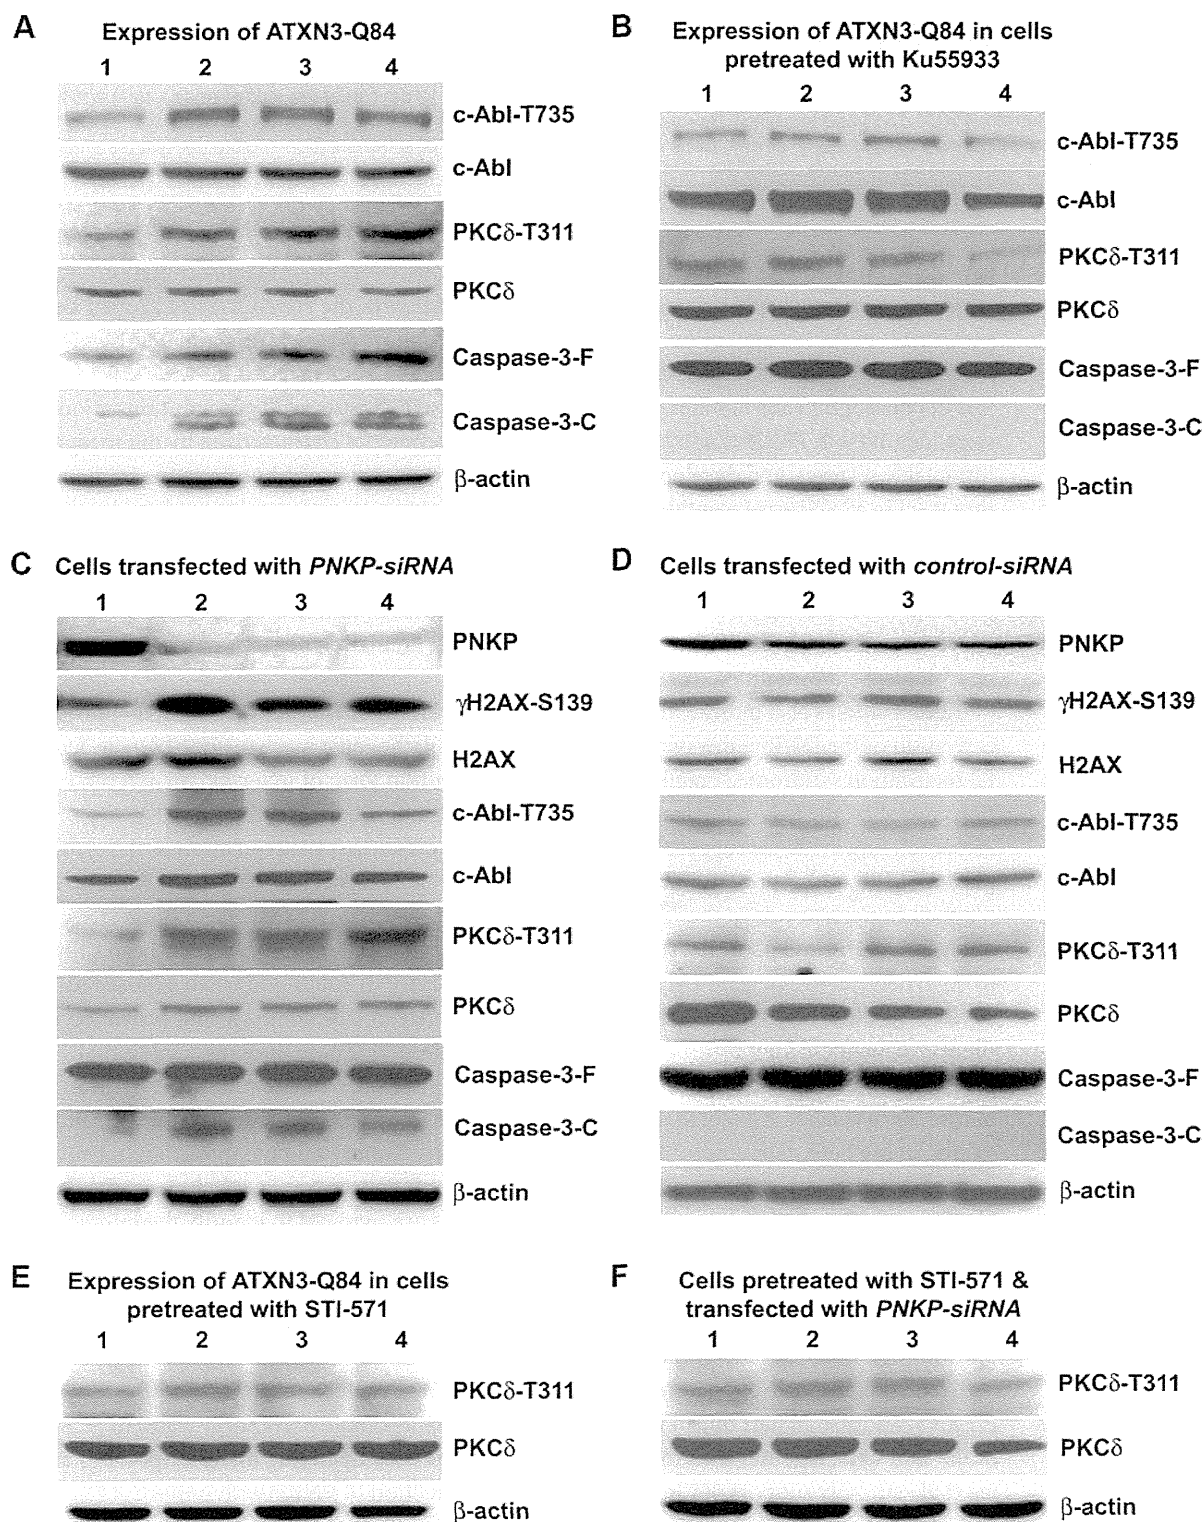 A Expression of ATXN3-Q84
1 2 3 4
c-Abl-T735
c-Abl
PKCδ-T311
PKCδ
Caspase-3-F
Caspase-3-C
β-actin
B Expression of ATXN3-Q84 in cells
pretreated with Ku55933
1 2 3 4
c-Abl-T735
c-Abl
PKCδ-T311
PKCδ
Caspase-3-F
Caspase-3-C
β-actin
C Cells transfected with PNKP-siRNA
1 2 3 4
PNKP
γH2AX-S139
H2AX
c-Abl-T735
c-Abl
PKCδ-T311
PKCδ
Caspase-3-F
Caspase-3-C
β-actin
D Cells transfected with control-siRNA
1 2 3 4
PNKP
γH2AX-S139
H2AX
c-Abl-T735
c-Abl
PKCδ-T311
PKCδ
Caspase-3-F
Caspase-3-C
β-actin
E Expression of ATXN3-Q84 in cells
pretreated with STI-571
1 2 3 4
PKCδ-T311
PKCδ
β-actin
F Cells pretreated with STI-571 &
transfected with PNKP-siRNA
1 2 3 4
PKCδ-T311
PKCδ
β-actin